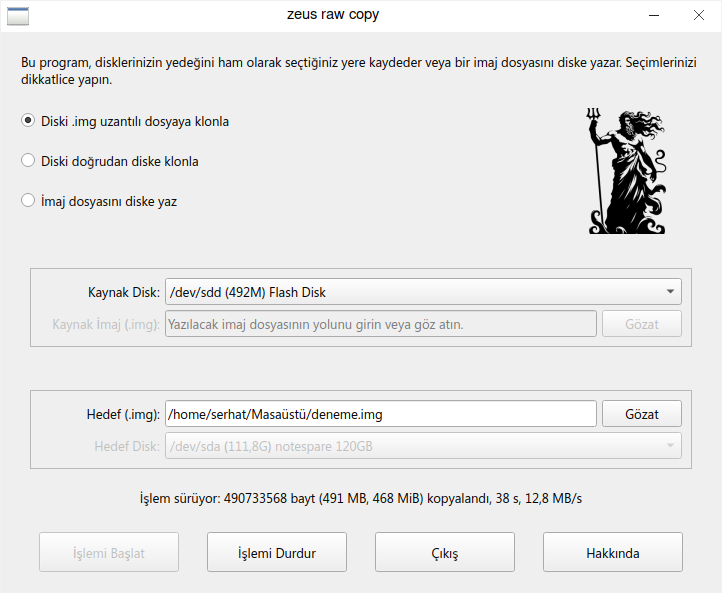 zeus raw copy
Bu program, disklerinizin yedeğini ham olarak seçtiğiniz yere kaydeder veya bir imaj dosyasını diske yazar. Seçimlerinizi
dikkatlice yapın.
Diski .img uzantılı dosyaya klonla
Diski doğrudan diske klonla
İmaj dosyasını diske yaz
Kaynak Disk: /dev/sdd (492M) Flash Disk
Kaynak İmaj (.img): Yazılacak imaj dosyasının yolunu girin veya göz atın. Gözat
Hedef (.img): /home/serhat/Masaüstü/deneme.img Gözat
Hedef Disk: /dev/sda (111,8G) notespare 120GB
İşlem sürüyor: 490733568 bayt (491 MB, 468 MiB) kopyalandı, 38 s, 12,8 MB/s
İşlemi Başlat İşlemi Durdur Çıkış Hakkında